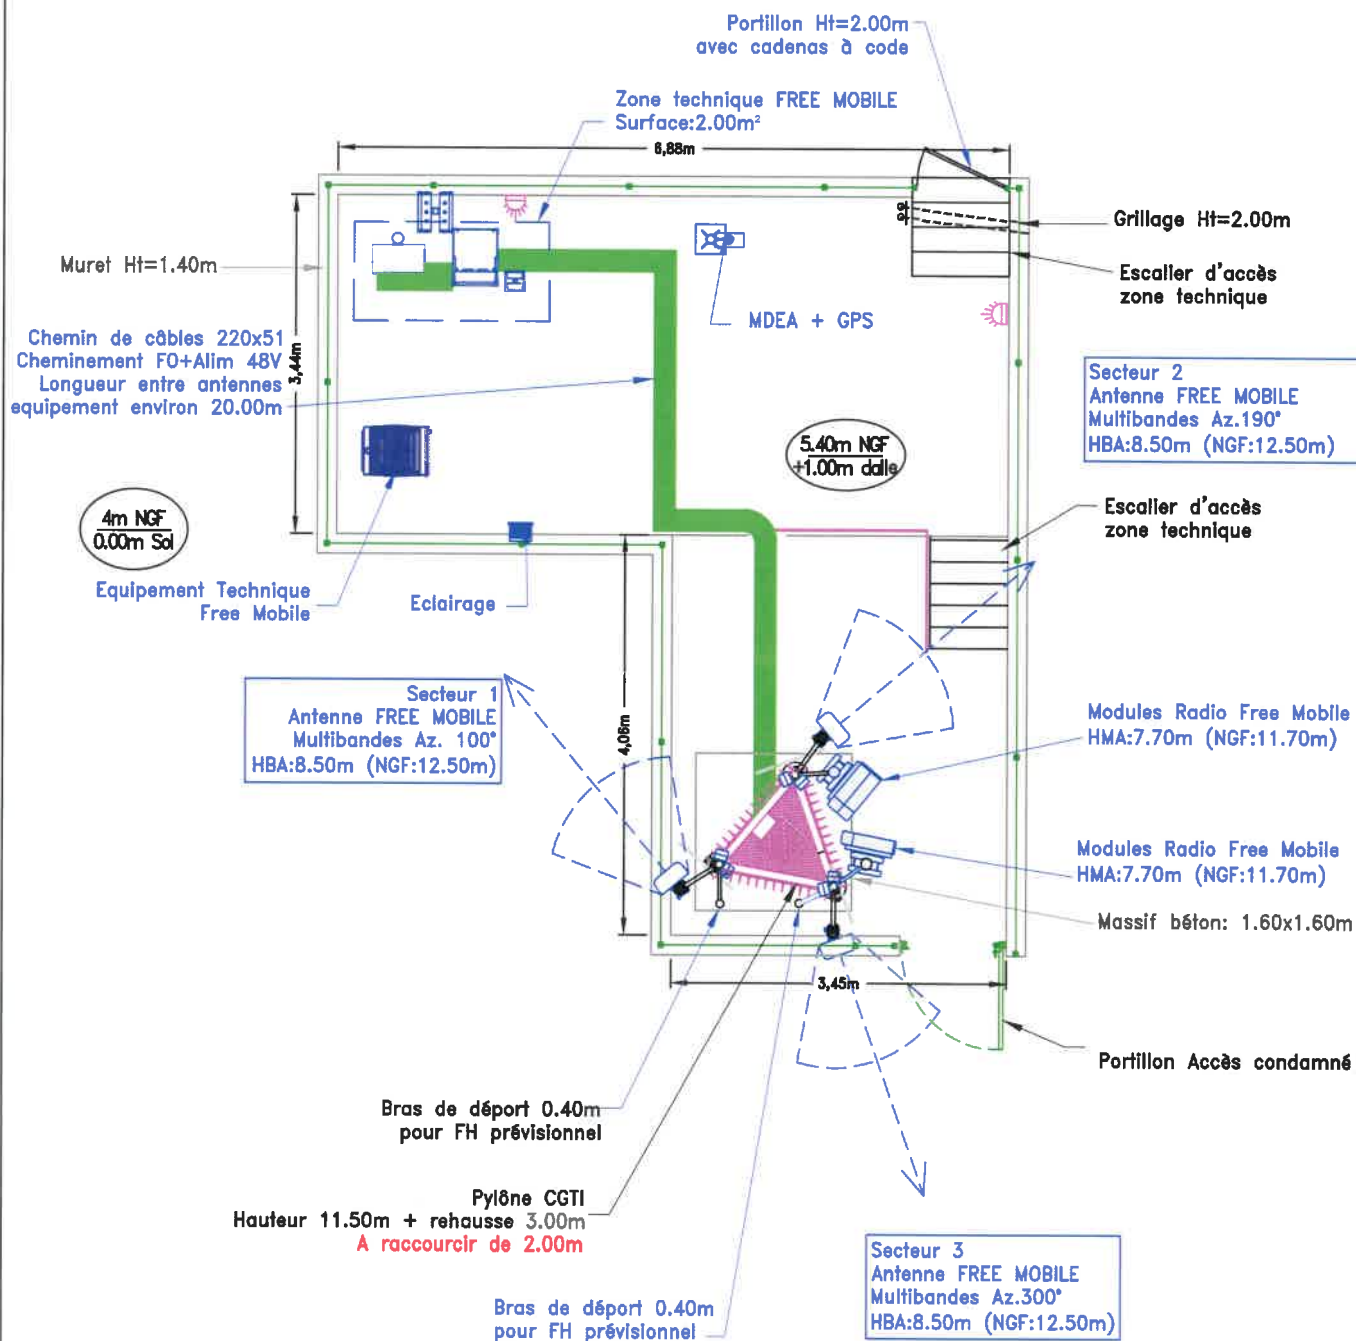 Portillon Ht=2.00m
avec cadenas à code
Zone technique FREE MOBILE
Surface:2.00m²
6,88m
Grillage Ht=2.00m
Muret Ht=1.40m
Escalier d'accès
zone technique
MDEA + GPS
Chemin de câbles 220x51
Cheminement FO+Alim 48V
Longueur entre antennes
equipement environ 20.00m
3,44m
Secteur 2
Antenne FREE MOBILE
Multibandes Az.190°
HBA:8.50m (NGF:12.50m)
5.40m NGF
+1.00m dalle
4m NGF
0.00m Sol
Escalier d'accès
zone technique
Equipement Technique
Free Mobile
Eclairage
Secteur 1
Antenne FREE MOBILE
Multibandes Az. 100°
HBA:8.50m (NGF:12.50m)
4,06m
Modules Radio Free Mobile
HMA:7.70m (NGF:11.70m)
Modules Radio Free Mobile
HMA:7.70m (NGF:11.70m)
Massif béton: 1.60x1.60m
3,45m
Portillon Accès condamné
Bras de déport 0.40m
pour FH prévisionnel
Pylône CGTI
Hauteur 11.50m + rehausse 3.00m
A raccourcir de 2.00m
Secteur 3
Antenne FREE MOBILE
Multibandes Az.300°
HBA:8.50m (NGF:12.50m)
Bras de déport 0.40m
pour FH prévisionnel